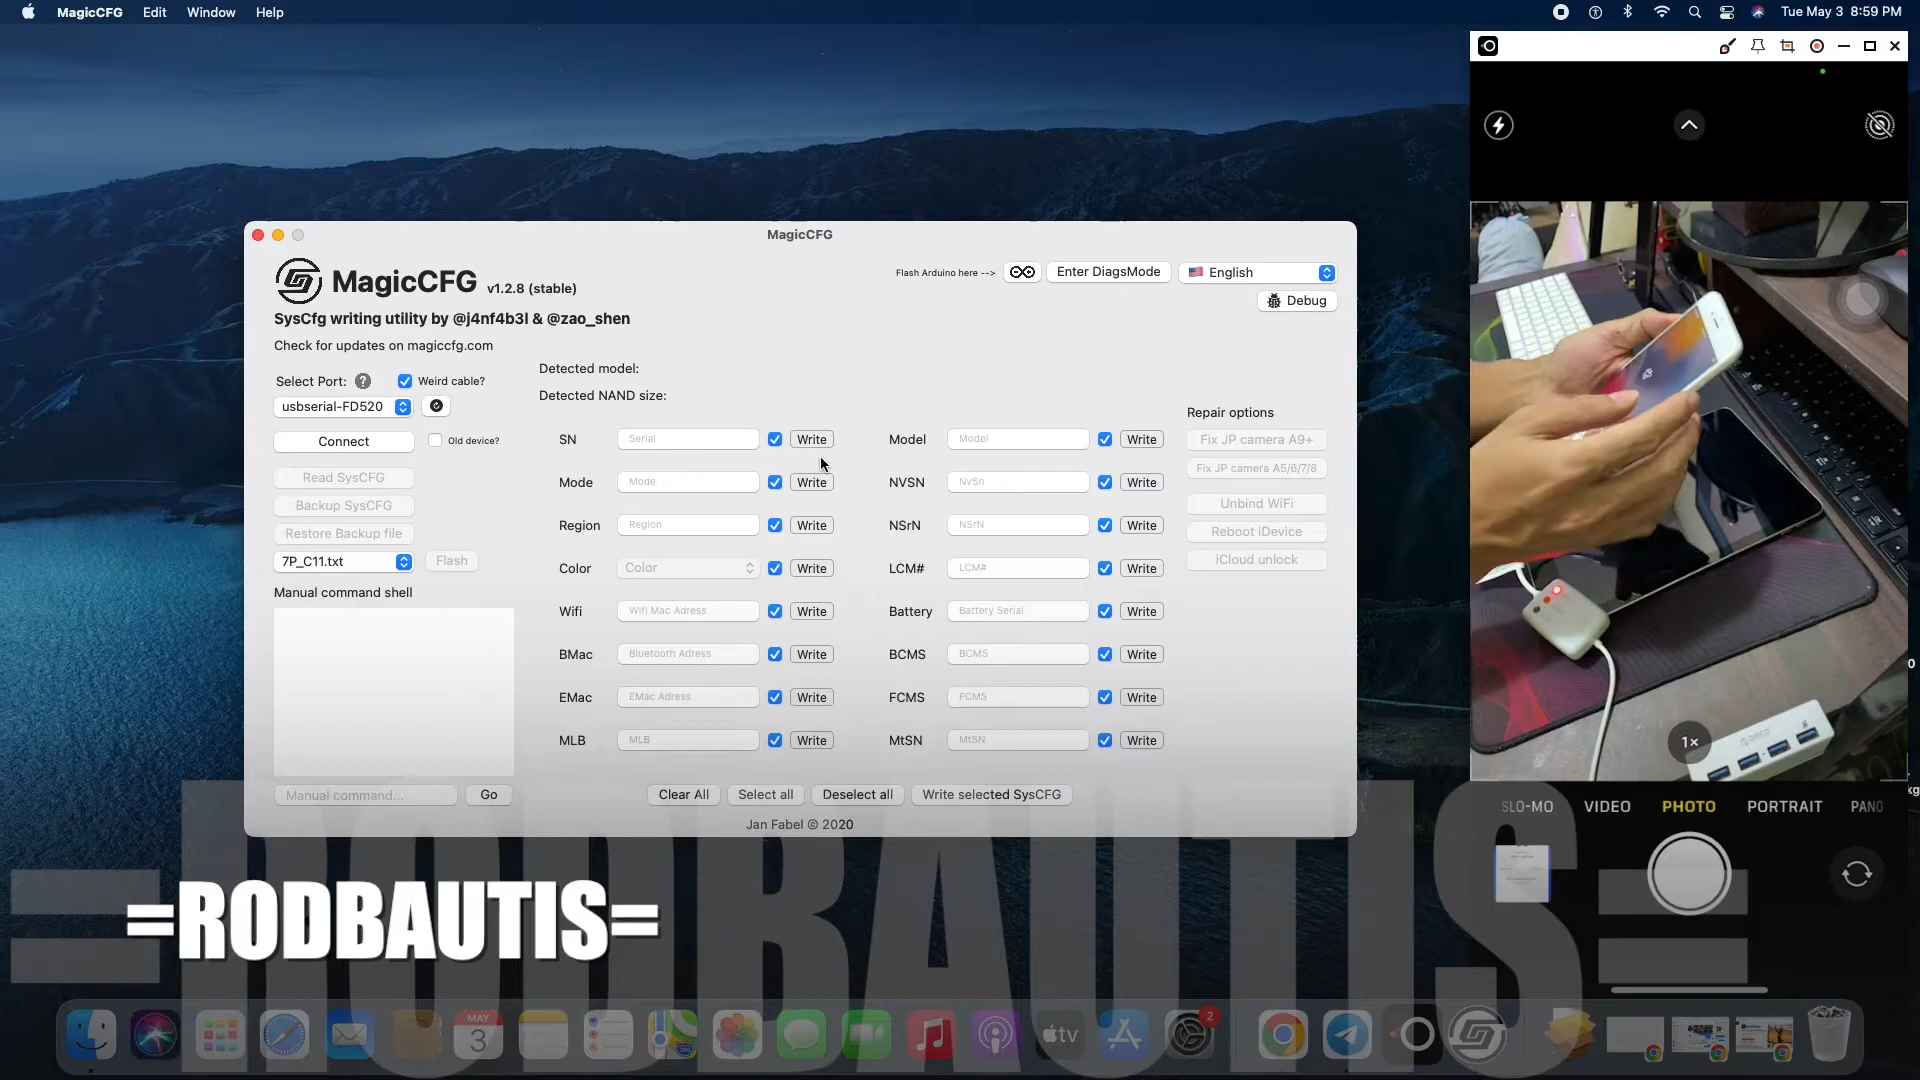 MagicCFG Edit Window Help
Tue May 3 8:59 PM
MagicCFG
MagicCFG v1.2.8 (stable)
Flash Arduino here -->
Enter DiagsMode
English
Debug
SysCfg writing utility by @j4nf4b3l & @zao_shen
Check for updates on magiccfg.com
Select Port: ?
Weird cable?
usbserial-FD520
Connect
Old device?
Read SysCFG
Backup SysCFG
Restore Backup file
7P_C11.txt
Flash
Manual command shell
Manual command...
Go
Detected model:
Detected NAND size:
SN Serial Write
Mode Mode Write
Region Region Write
Color Color Write
Wifi Wifi Mac Adress Write
BMac Bluetooth Adress Write
EMac EMac Adress Write
MLB MLB Write
Model Model Write
NVSN NvSn Write
NSrN NSrN Write
LCM# LCM# Write
Battery Battery Serial Write
BCMS BCMS Write
FCMS FCMS Write
MtSN MtSN Write
Repair options
Fix JP camera A9+
Fix JP camera A5/6/7/8
Unbind WiFi
Reboot iDevice
iCloud unlock
Clear All
Select all
Deselect all
Write selected SysCFG
Jan Fabel © 2020
1×
SLO-MO VIDEO PHOTO PORTRAIT PANO
=RODBAUTIS=
=RODBAUTIS=
MAY
3
tv
2